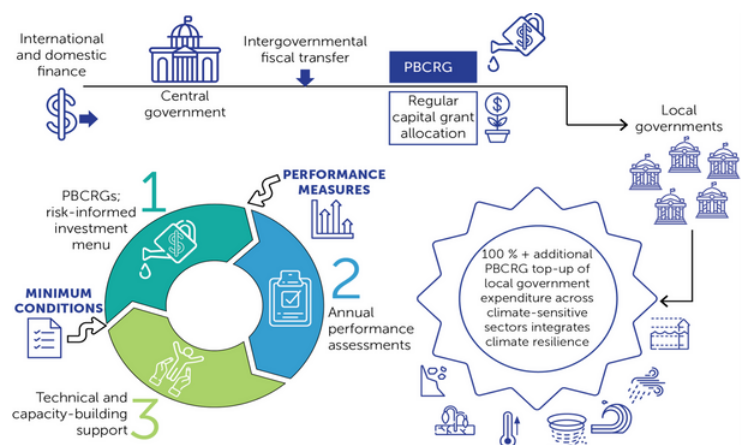 International
and domestic
finance
Central
government
Intergovernmental
fiscal transfer
PBCRG
Regular
capital grant
allocation
Local
governments
1
PBCRGs;
risk-informed
investment
menu
PERFORMANCE
MEASURES
2
Annual
performance
assessments
MINIMUM
CONDITIONS
Technical and
capacity-building
support
3
100 % + additional
PBCRG top-up of
local government
expenditure across
climate-sensitive
sectors integrates
climate resilience